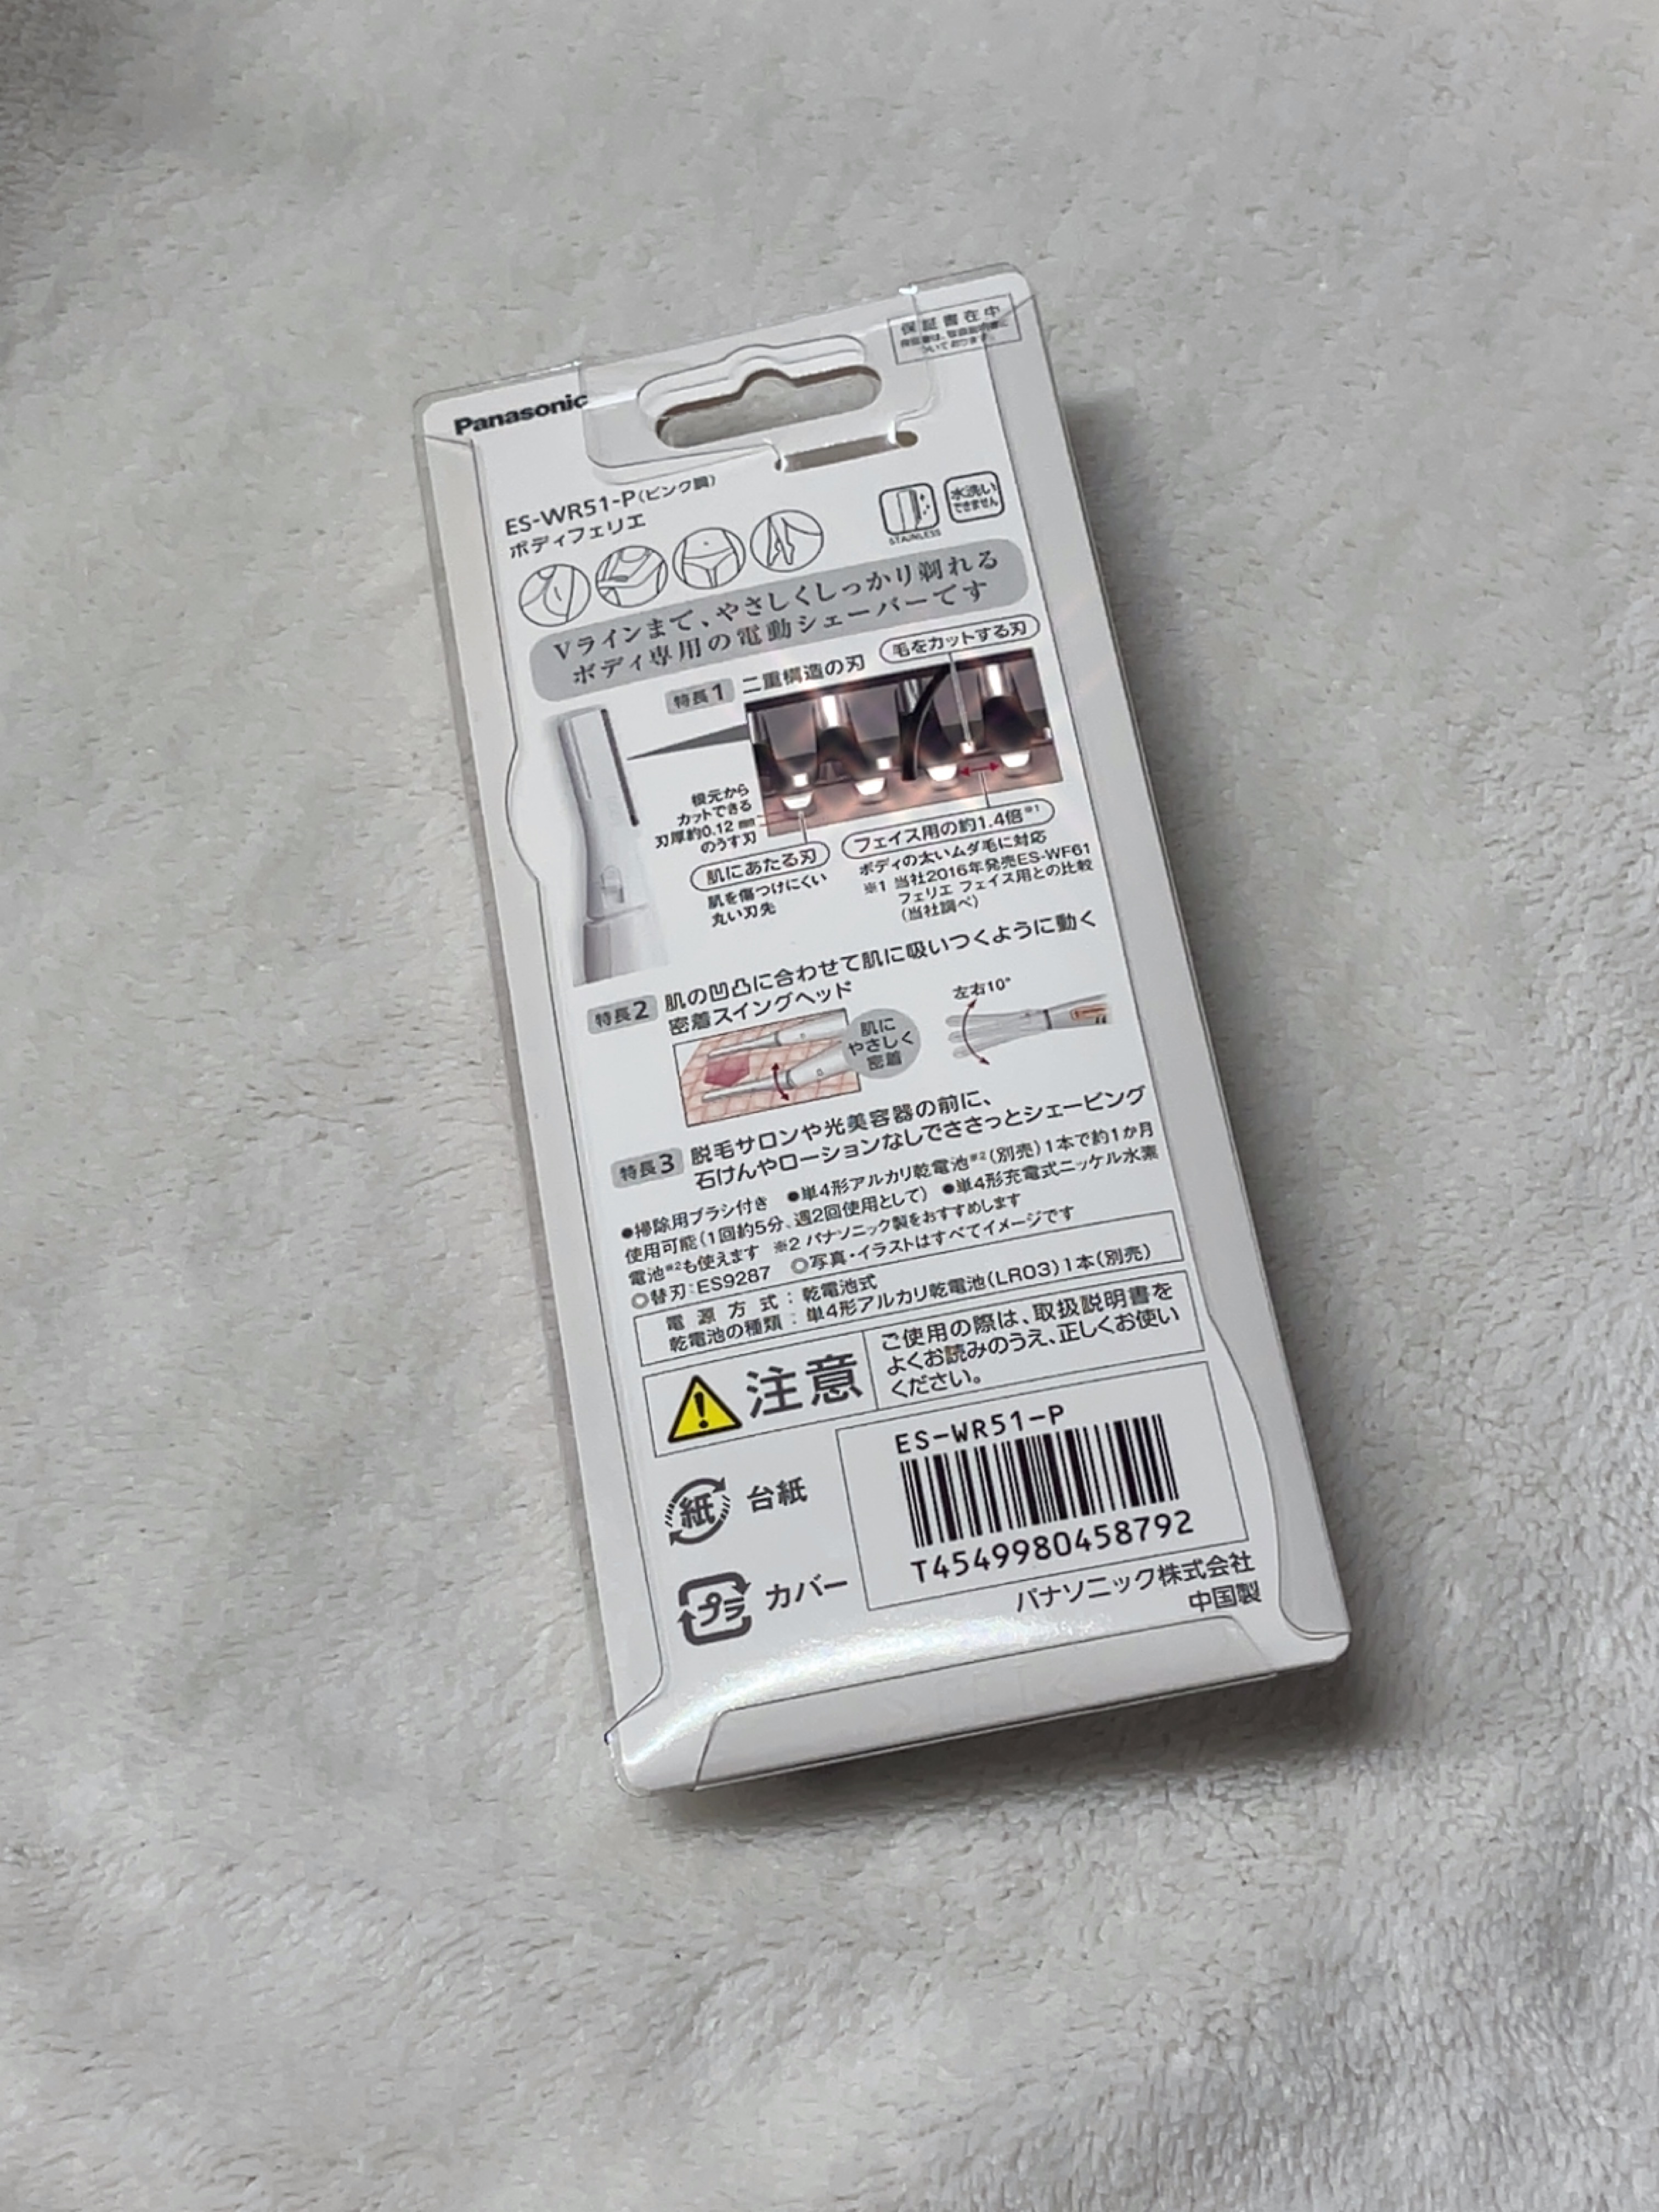 保証書在中
保証書は、取扱説明書に
ついております。
Panasonic
ES-WR51-P(ピンク調)
ボディフェリエ
STAINLESS
水洗い
できません
Vラインまで、やさしくしっかり剃れる
ボディ専用の電動シェーバーです
特長1 二重構造の刃
毛をカットする刃
根元から
カットできる
刃厚約0.12 mm
のうす刃
肌にあたる刃
肌を傷つけにくい
丸い刃先
フェイス用の約1.4倍※1
ボディの太いムダ毛に対応
※1 当社2016年発売ES-WF61
フェリエ フェイス用との比較
(当社調べ)
特長2 肌の凹凸に合わせて肌に吸いつくように動く
密着スイングヘッド
肌に
やさしく
密着
左右10°
特長3 脱毛サロンや光美容器の前に、
石けんやローションなしでささっとシェービング
●掃除用ブラシ付き ●単4形アルカリ乾電池※2(別売)1本で約1か月
使用可能(1回約5分、週2回使用として) ●単4形充電式ニッケル水素
電池※2も使えます ※2 パナソニック製をおすすめします
◎替刃:ES9287 ◎写真・イラストはすべてイメージです
電源方式:乾電池式
乾電池の種類:単4形アルカリ乾電池(LR03)1本(別売)
注意
ご使用の際は、取扱説明書を
よくお読みのうえ、正しくお使い
ください。
紙 台紙
プラ カバー
ES-WR51-P
T4549980458792
パナソニック株式会社
中国製